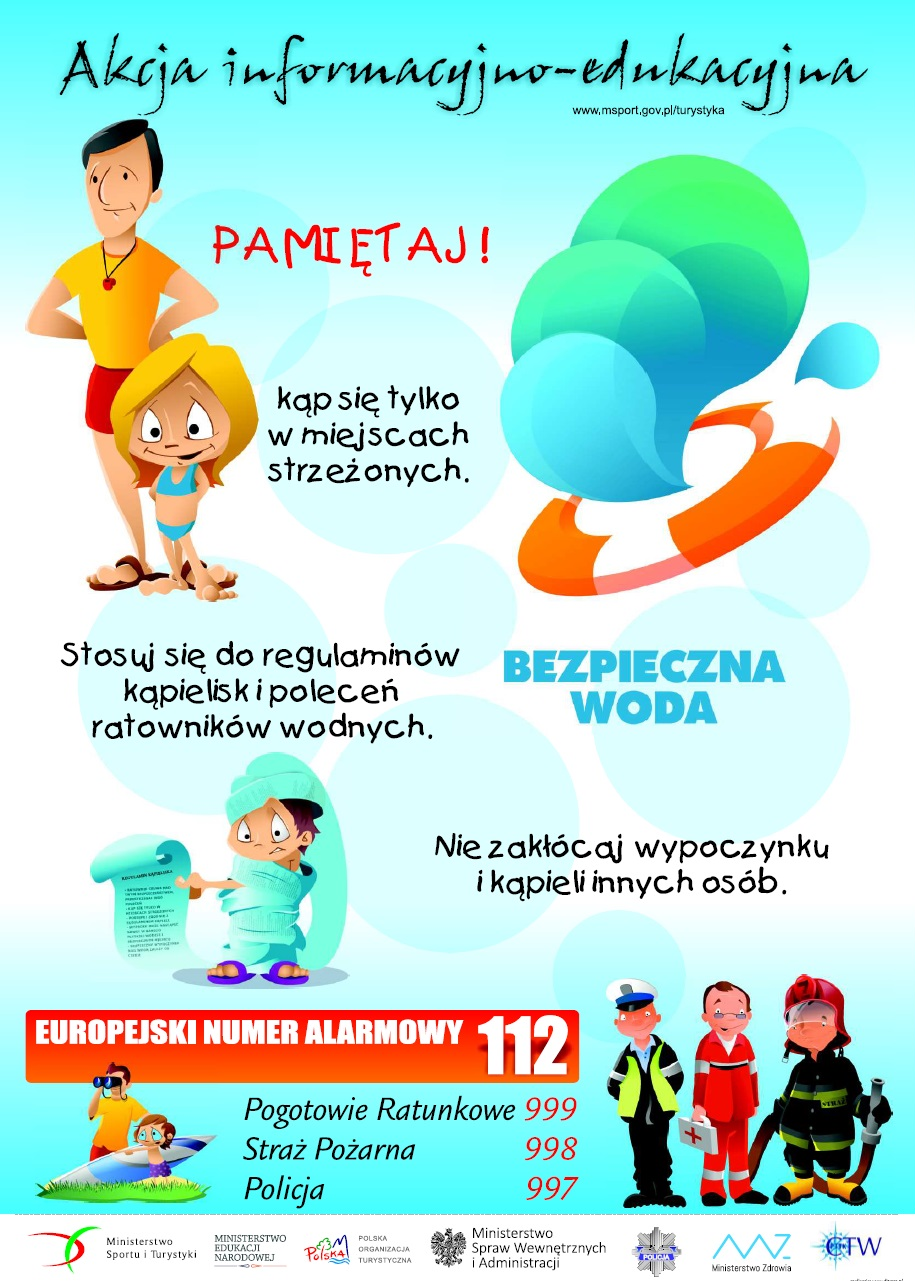 Akcja informacyjno-edukacyjna
www.msport.gov.pl/turystyka
PAMIĘTAJ!
kąp się tylko
w miejscach
strzeżonych.
Stosuj się do regulaminów
kąpielisk i poleceń
ratowników wodnych.
BEZPIECZNA
WODA
REGULAMIN KĄPIELISKA
Nie zakłócaj wypoczynku
i kąpieli innych osób.
EUROPEJSKI NUMER ALARMOWY 112
Pogotowie Ratunkowe 999
Straż Pożarna 998
Policja 997
STRAŻ
Ministerstwo
Sportu i Turystyki
MINISTERSTWO
EDUKACJI
NARODOWEJ
Polska
POLSKA
ORGANIZACJA
TURYSTYCZNA
Ministerstwo
Spraw Wewnętrznych
i Administracji
POLICJA
Ministerstwo Zdrowia
CTW